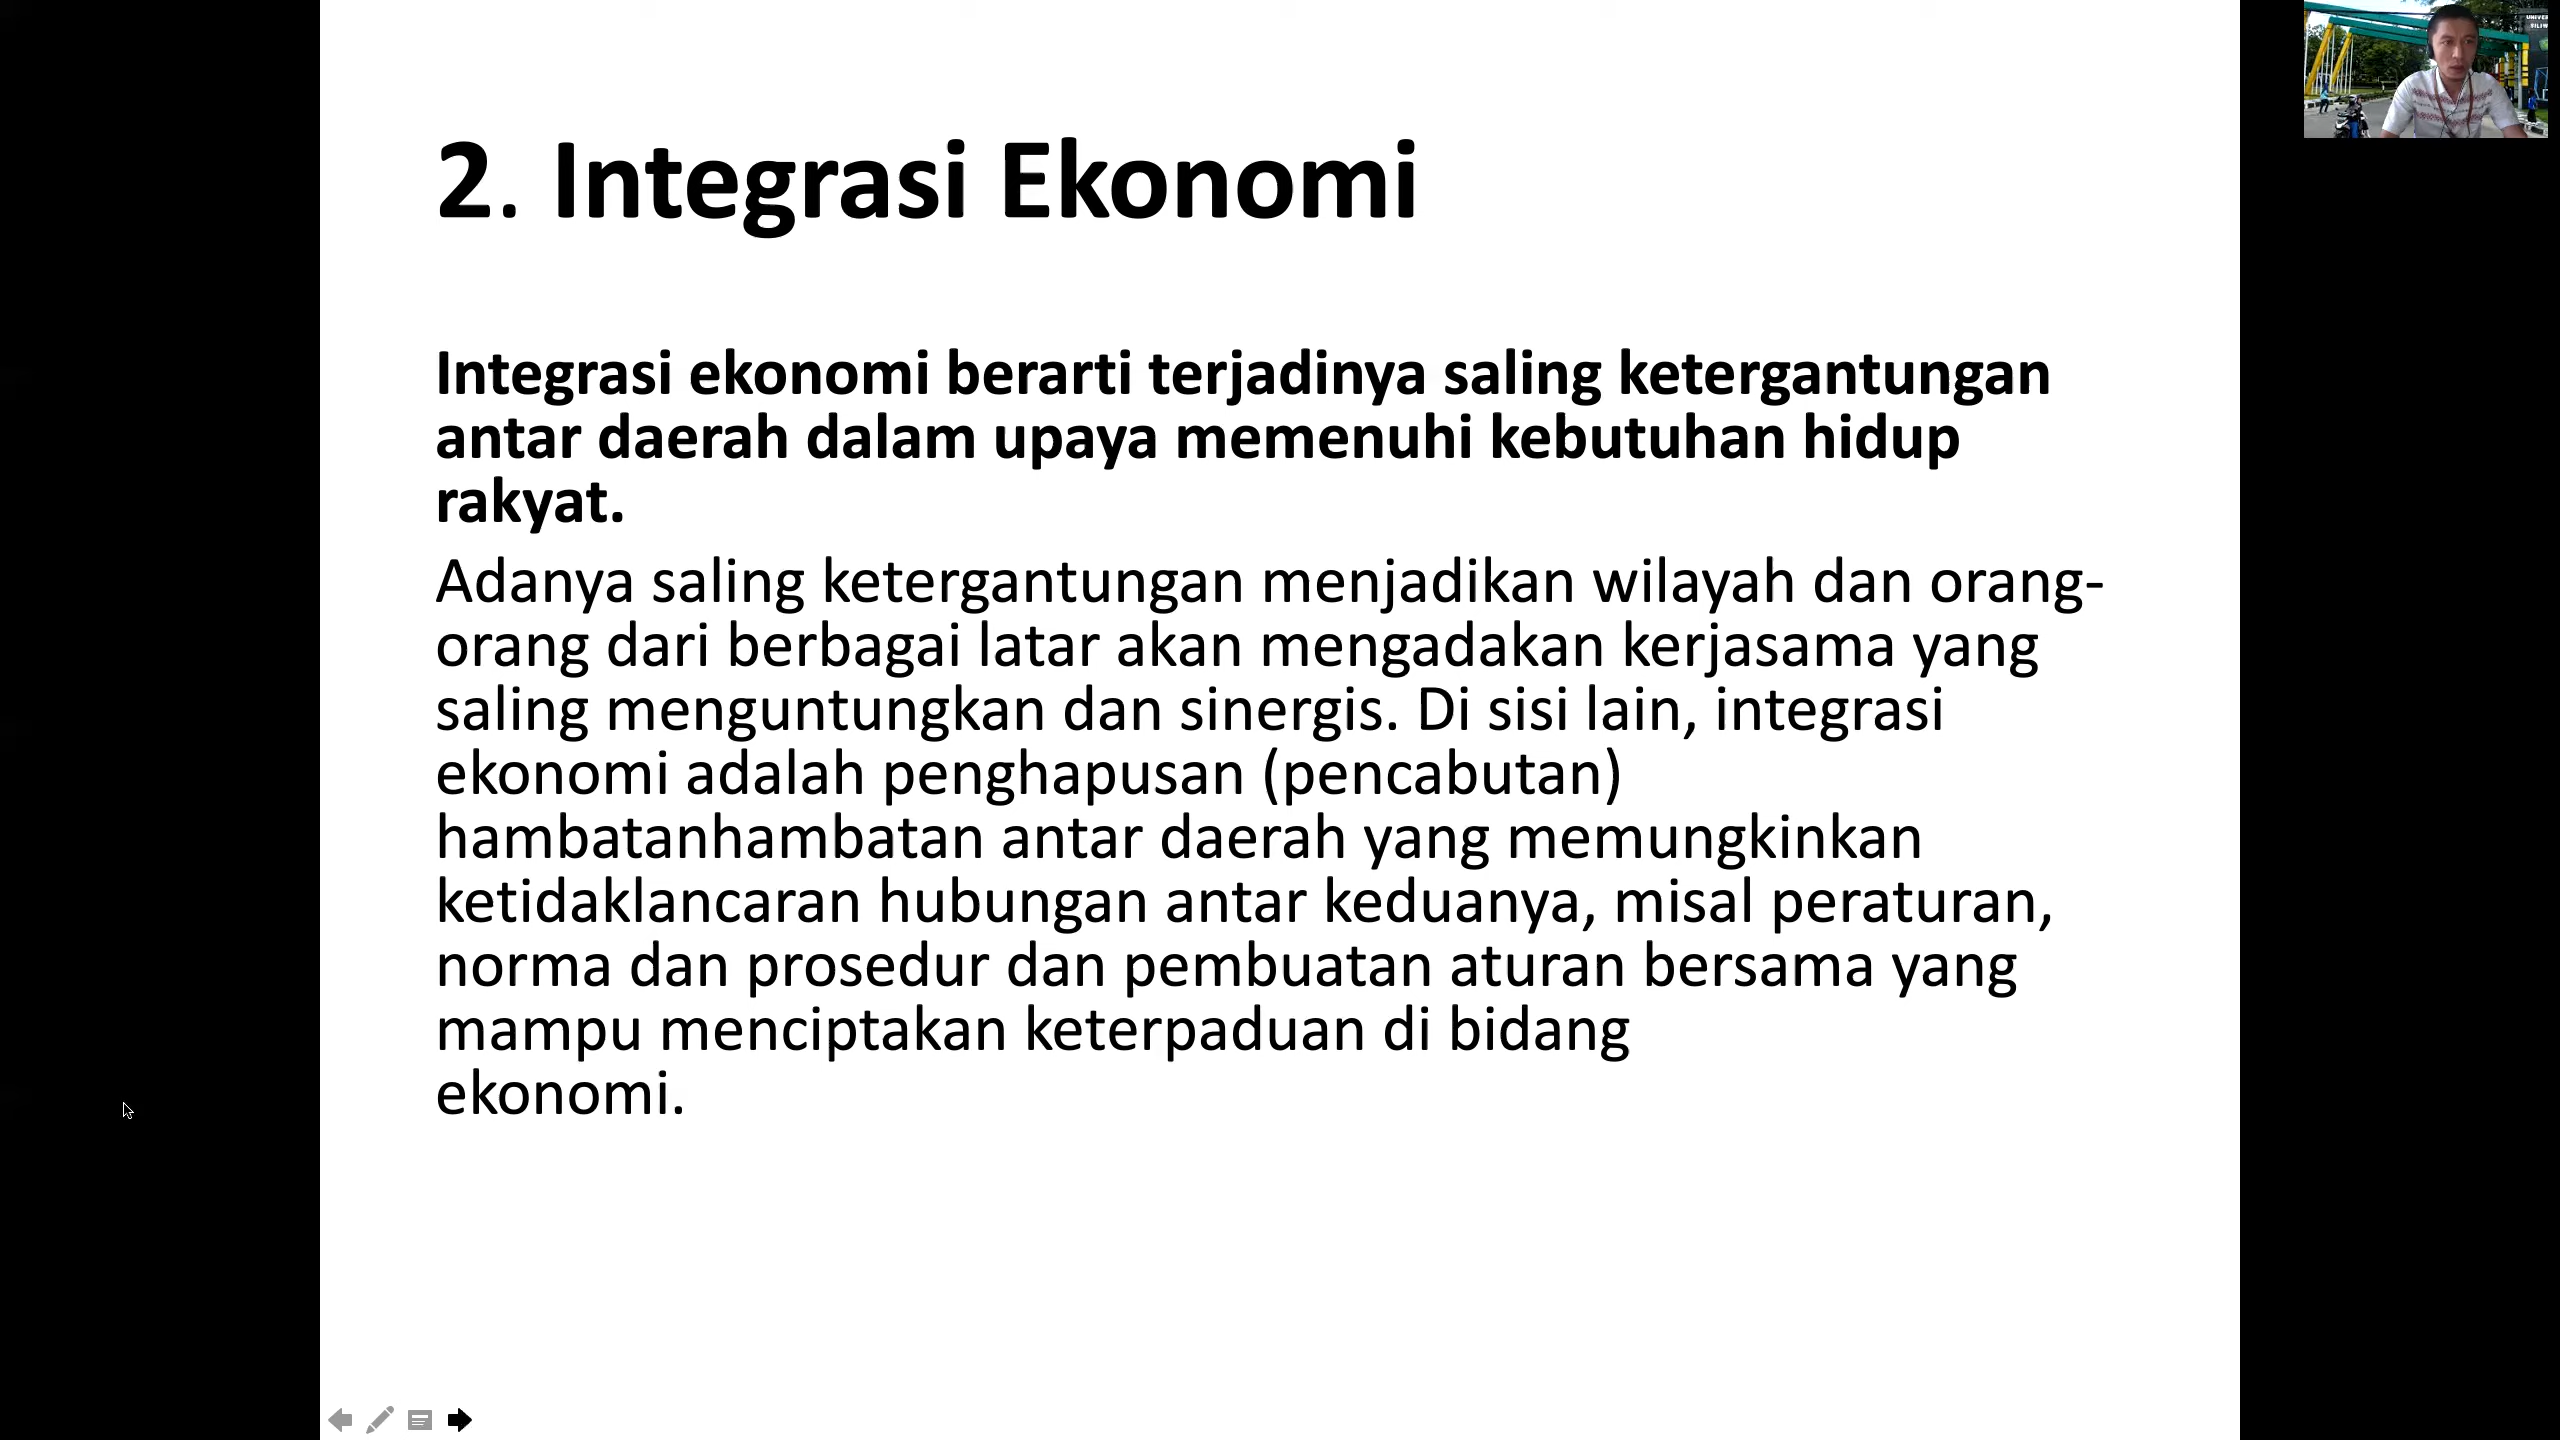 2. Integrasi Ekonomi
Integrasi ekonomi berarti terjadinya saling ketergantungan
antar daerah dalam upaya memenuhi kebutuhan hidup
rakyat.
Adanya saling ketergantungan menjadikan wilayah dan orang-
orang dari berbagai latar akan mengadakan kerjasama yang
saling menguntungkan dan sinergis. Di sisi lain, integrasi
ekonomi adalah penghapusan (pencabutan)
hambatanhambatan antar daerah yang memungkinkan
ketidaklancaran hubungan antar keduanya, misal peraturan,
norma dan prosedur dan pembuatan aturan bersama yang
mampu menciptakan keterpaduan di bidang
ekonomi.